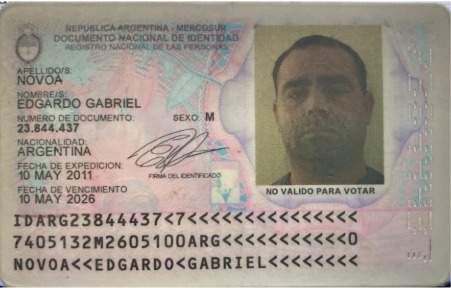 REPUBLICA ARGENTINA - MERCOSUR
DOCUMENTO NACIONAL DE IDENTIDAD
REGISTRO NACIONAL DE LAS PERSONAS
APELLIDO/S:
NOVOA
NOMBRE/S:
EDGARDO GABRIEL
NUMERO DE DOCUMENTO: SEXO: M
23.844.437
NACIONALIDAD:
ARGENTINA
FECHA DE EXPEDICION:
10 MAY 2011 FIRMA DEL IDENTIFICADO
FECHA DE VENCIMIENTO
10 MAY 2026
NO VALIDO PARA VOTAR
IDARG23844437<7<<<<<<<<<<<<<<<
7405132M2605100ARG<<<<<<<<<<<0
NOVOA<<EDGARDO<GABRIEL<<<<<<<<